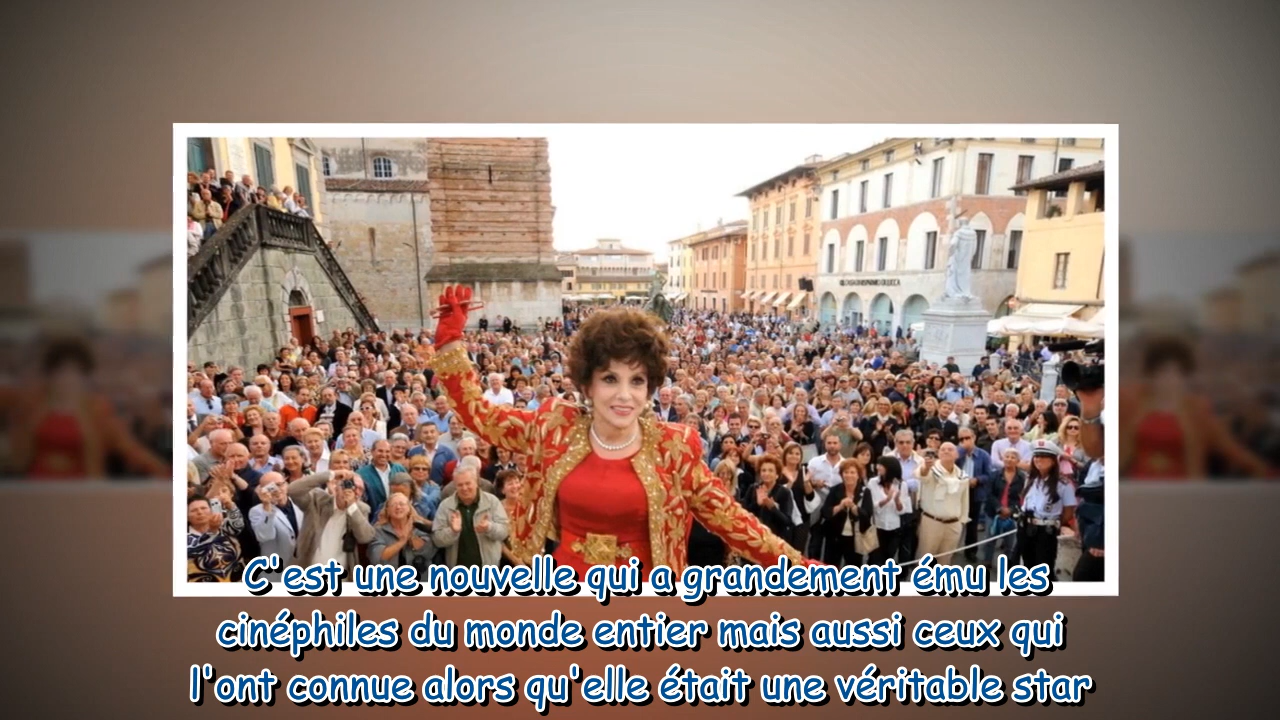 C'est une nouvelle qui a grandement ému les
cinéphiles du monde entier mais aussi ceux qui
l'ont connue alors qu'elle était une véritable star